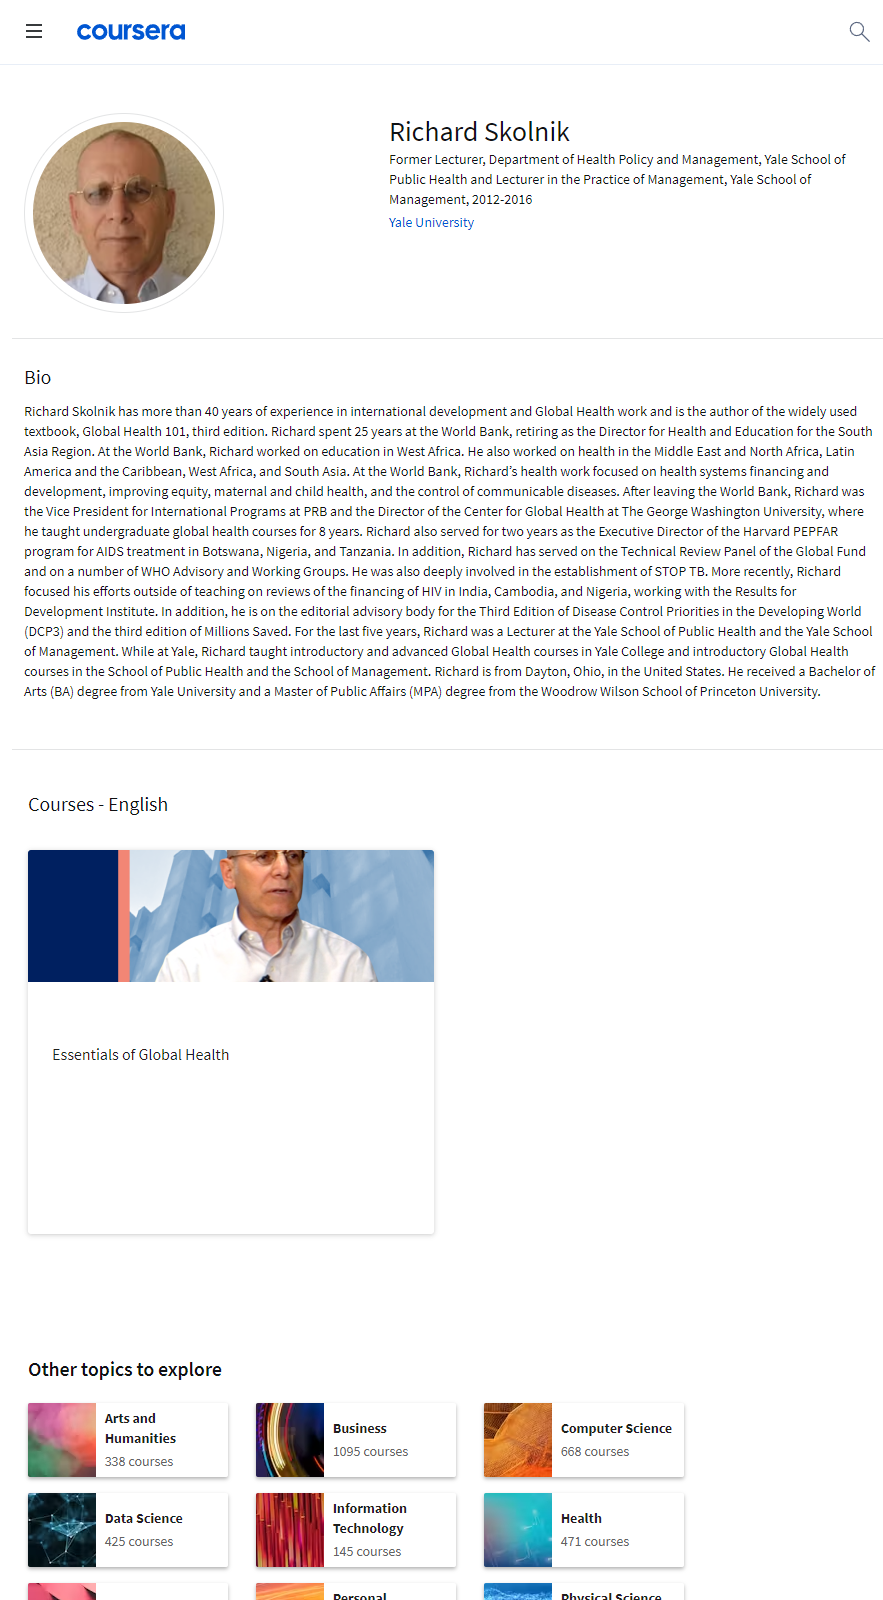 coursera
Richard Skolnik
Former Lecturer, Department of Health Policy and Management, Yale School of
Public Health and Lecturer in the Practice of Management, Yale School of
Management, 2012-2016
Yale University
Bio
Richard Skolnik has more than 40 years of experience in international development and Global Health work and is the author of the widely used
textbook, Global Health 101, third edition. Richard spent 25 years at the World Bank, retiring as the Director for Health and Education for the South
Asia Region. At the World Bank, Richard worked on education in West Africa. He also worked on health in the Middle East and North Africa, Latin
America and the Caribbean, West Africa, and South Asia. At the World Bank, Richard’s health work focused on health systems financing and
development, improving equity, maternal and child health, and the control of communicable diseases. After leaving the World Bank, Richard was
the Vice President for International Programs at PRB and the Director of the Center for Global Health at The George Washington University, where
he taught undergraduate global health courses for 8 years. Richard also served for two years as the Executive Director of the Harvard PEPFAR
program for AIDS treatment in Botswana, Nigeria, and Tanzania. In addition, Richard has served on the Technical Review Panel of the Global Fund
and on a number of WHO Advisory and Working Groups. He was also deeply involved in the establishment of STOP TB. More recently, Richard
focused his efforts outside of teaching on reviews of the financing of HIV in India, Cambodia, and Nigeria, working with the Results for
Development Institute. In addition, he is on the editorial advisory body for the Third Edition of Disease Control Priorities in the Developing World
(DCP3) and the third edition of Millions Saved. For the last five years, Richard was a Lecturer at the Yale School of Public Health and the Yale School
of Management. While at Yale, Richard taught introductory and advanced Global Health courses in Yale College and introductory Global Health
courses in the School of Public Health and the School of Management. Richard is from Dayton, Ohio, in the United States. He received a Bachelor of
Arts (BA) degree from Yale University and a Master of Public Affairs (MPA) degree from the Woodrow Wilson School of Princeton University.
Courses - English
Essentials of Global Health
Other topics to explore
Arts and
Humanities
338 courses
Business
1095 courses
Computer Science
668 courses
Data Science
425 courses
Information
Technology
145 courses
Health
471 courses
Personal
Physical Science